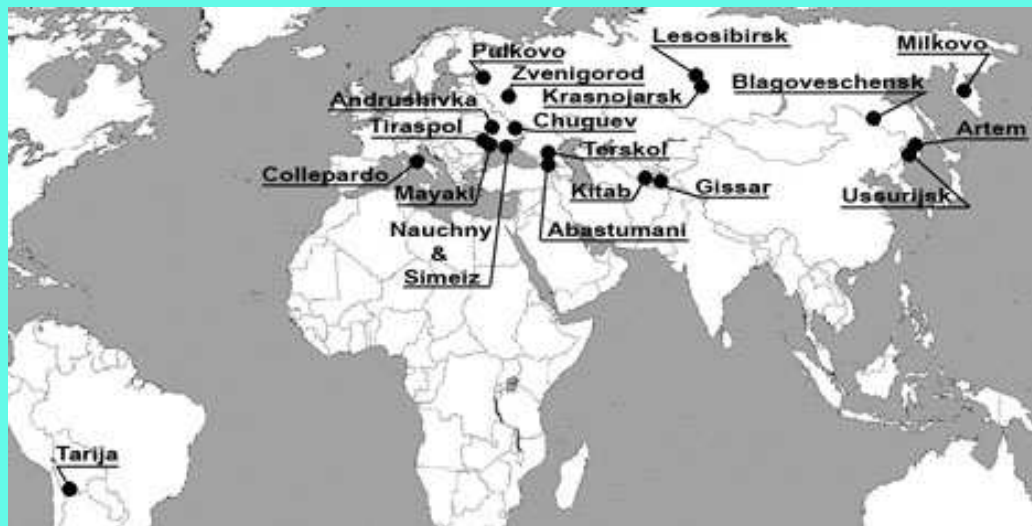 Lesosibirsk
Milkovo
Pulkovo
Zvenigorod
Blagoveschensk
Krasnojarsk
Andrushivka
Chuguev
Tiraspol
Artem
Terskol
Collepardo
Mayaki
Kitab
Gissar
Ussurijsk
Nauchny
&
Simeiz
Abastumani
Tarija